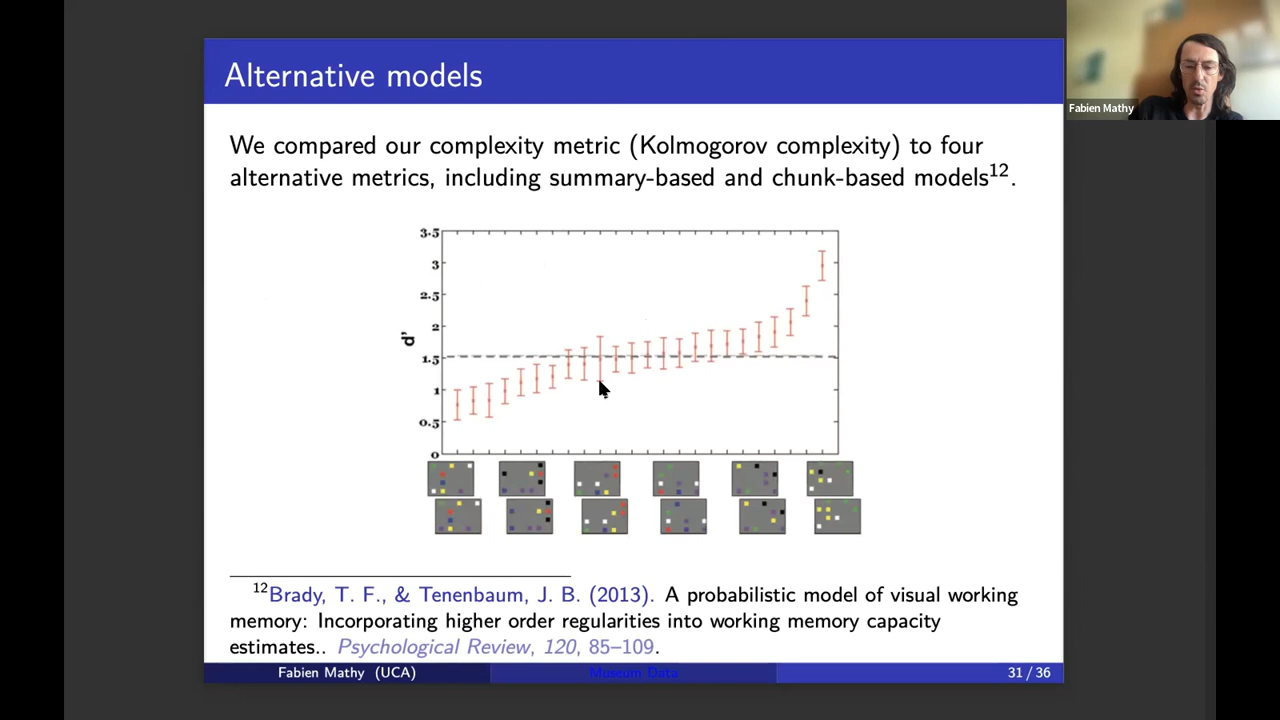 Alternative models
Fabien Mathy
We compared our complexity metric (Kolmogorov complexity) to four
alternative metrics, including summary-based and chunk-based models12.
3.5
3
2.5
2
1.5
1
0.5
0
d'
12Brady, T. F., & Tenenbaum, J. B. (2013). A probabilistic model of visual working
memory: Incorporating higher order regularities into working memory capacity
estimates.. Psychological Review, 120, 85–109.
Fabien Mathy (UCA) Museum Data 31 / 36